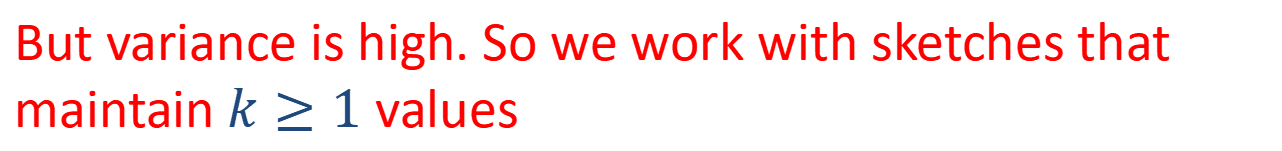 But variance is high. So we work with sketches that
maintain k ≥ 1 values